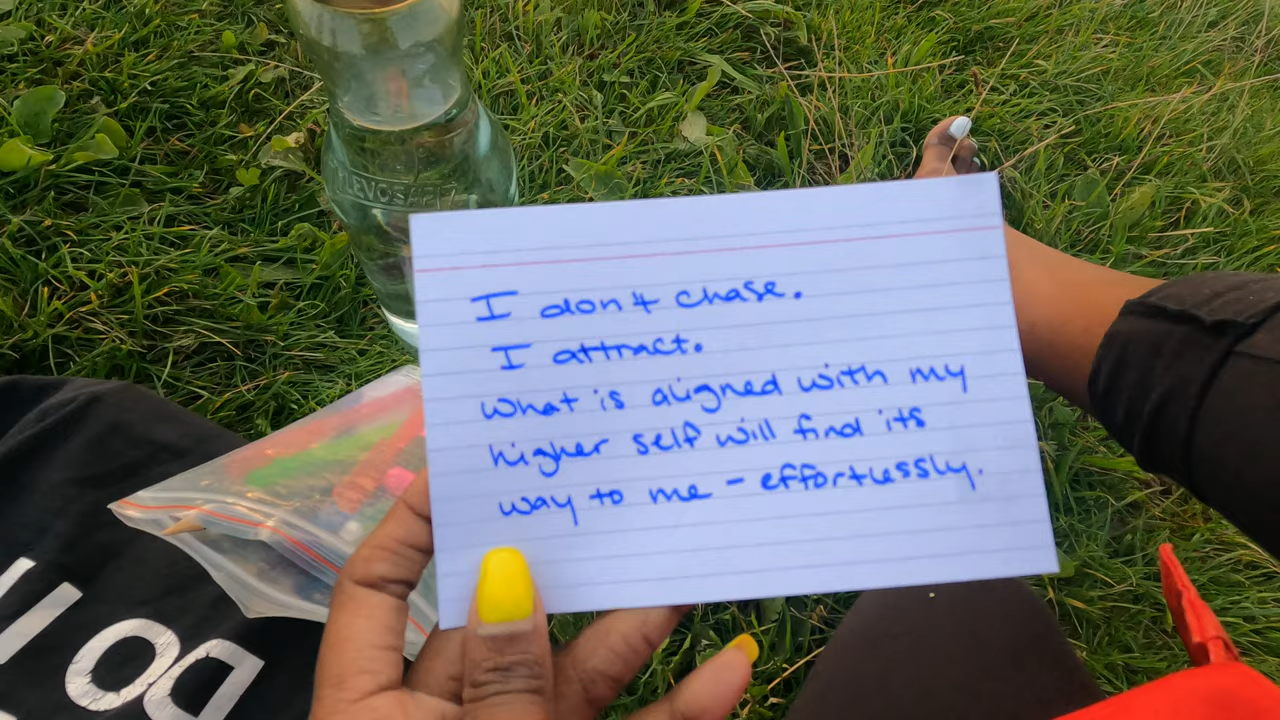 I don't chase.
I attract.
What is aligned with my
higher self will find its
way to me - effortlessly.